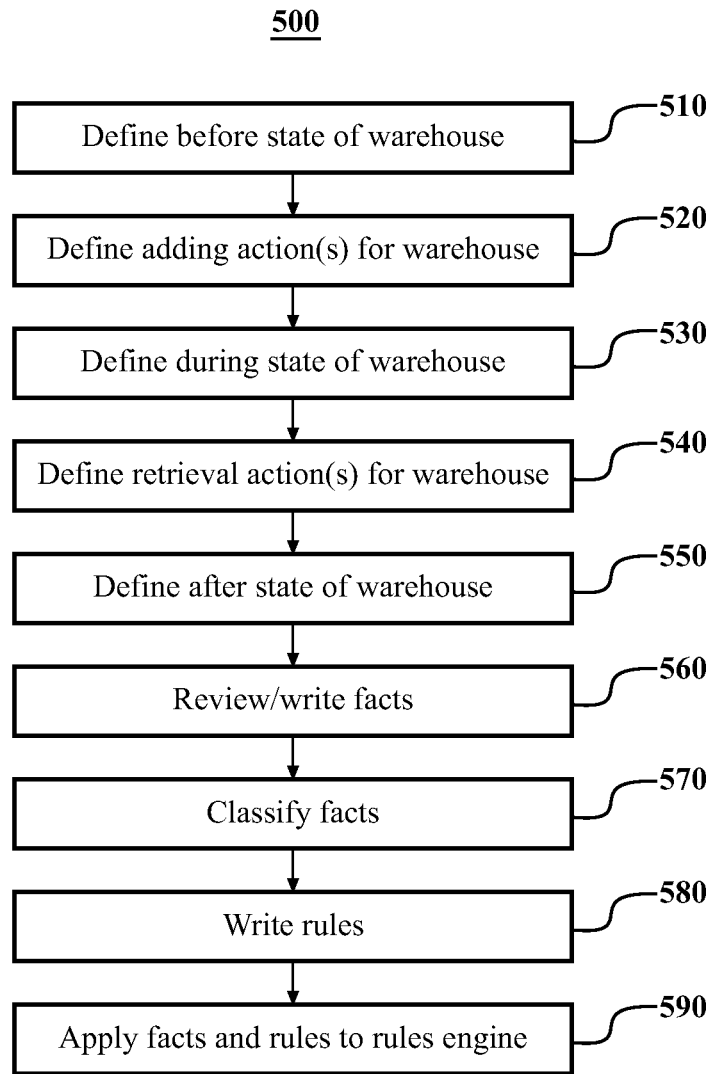 500
Define before state of warehouse
510
Define adding action(s) for warehouse
520
Define during state of warehouse
530
Define retrieval action(s) for warehouse
540
Define after state of warehouse
550
Review/write facts
560
Classify facts
570
Write rules
580
Apply facts and rules to rules engine
590